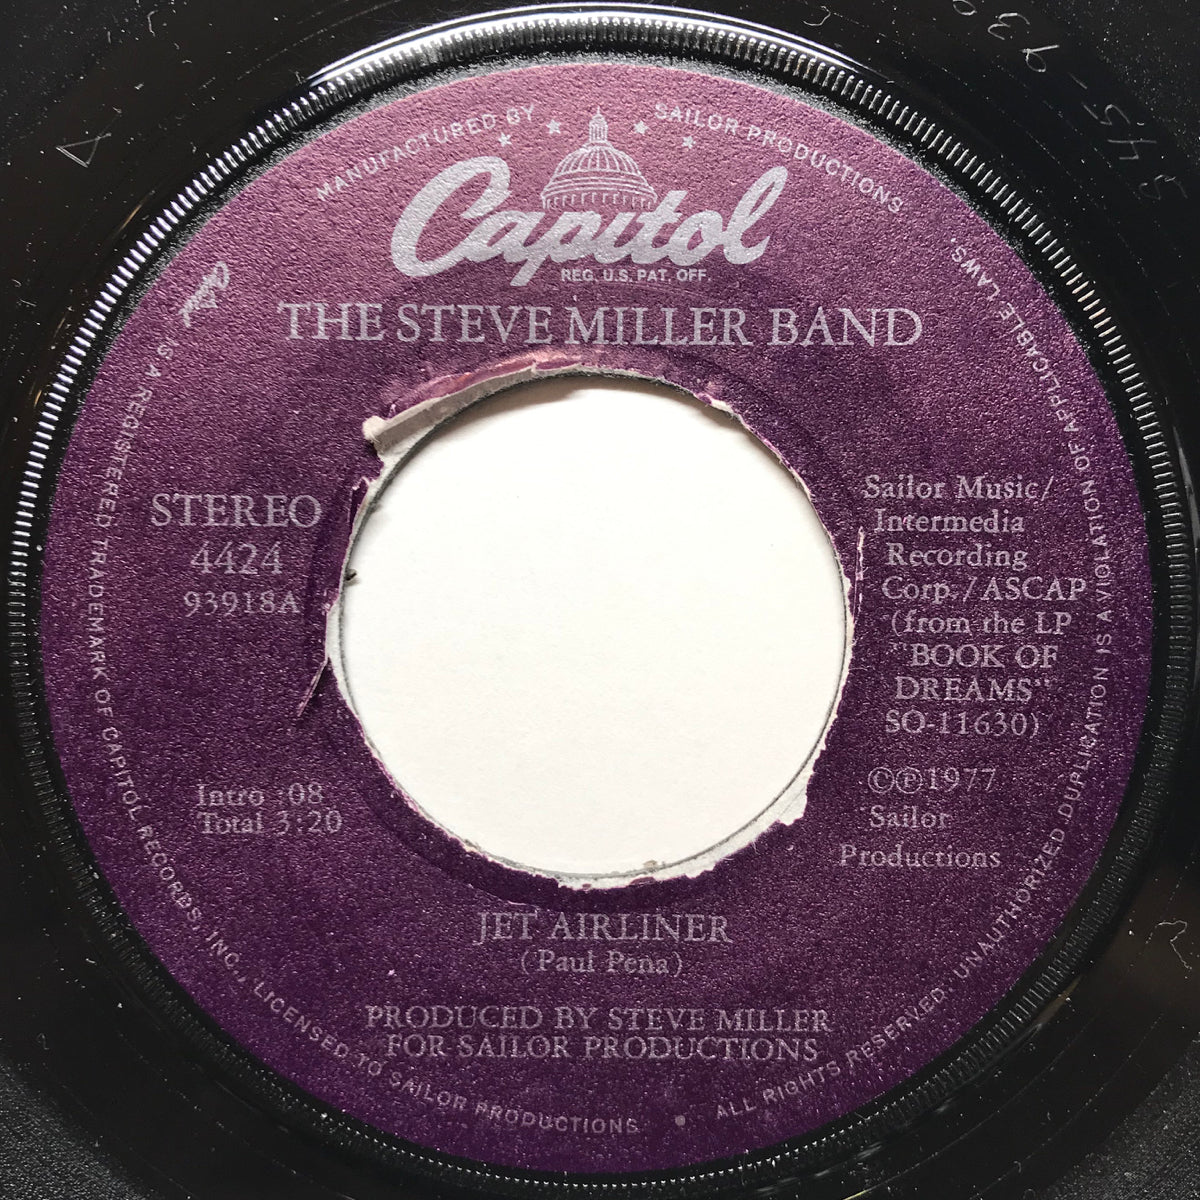 MANUFACTURED BY SAILOR PRODUCTIONS
Capitol
REG. U.S. PAT. OFF
THE STEVE MILLER BAND
STEREO
4424
93918A
Sailor Music/
Intermedia
Recording
Corp./ASCAP
(from the LP
"BOOK OF
DREAMS"
SO-11630)
Intro :08
Total 3:20
©℗1977
Sailor
Productions
JET AIRLINER
(Paul Pena)
PRODUCED BY STEVE MILLER
FOR SAILOR PRODUCTIONS
Capitol IS A REGISTERED TRADEMARK OF CAPITOL RECORDS, INC., LICENSED TO SAILOR PRODUCTIONS • ALL RIGHTS RESERVED. UNAUTHORIZED DUPLICATION IS A VIOLATION OF APPLICABLE LAWS.